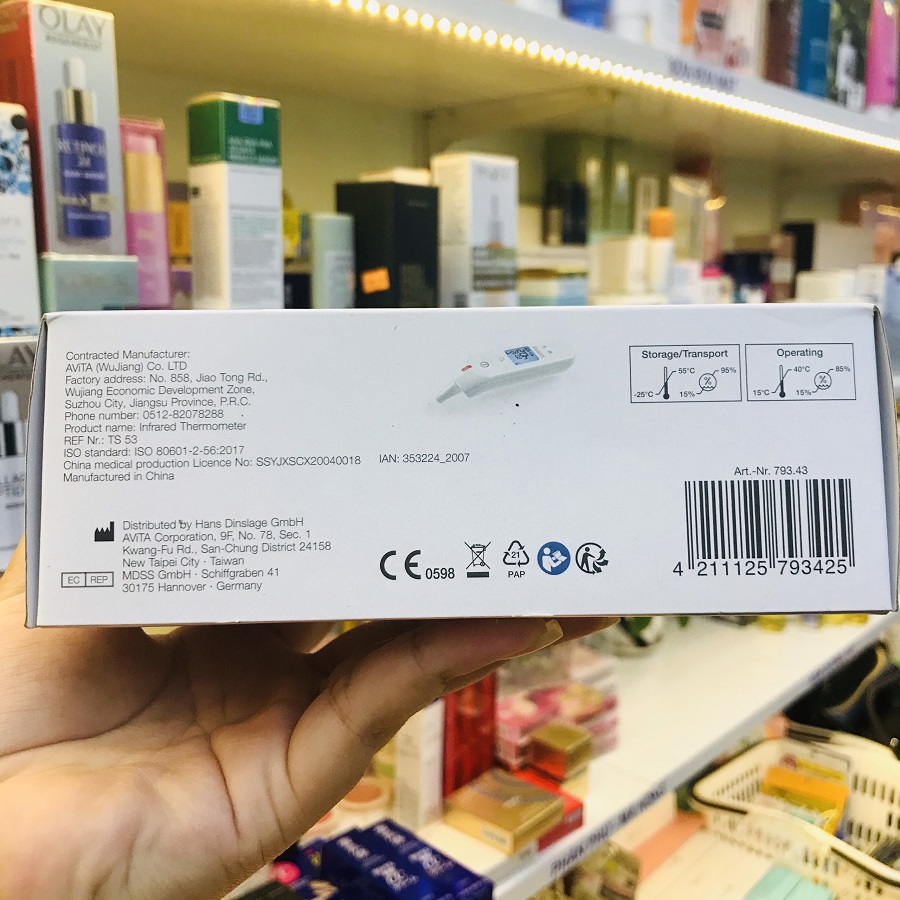 OLAY
REGENERIST
RETINOL
24
MAX
Contracted Manufacturer:
AViTA (WuJiang) Co. LTD
Factory address: No. 858, Jiao Tong Rd.,
Wujiang Economic Development Zone,
Suzhou City, Jiangsu Province, P.R.C.
Phone number: 0512-82078288
Product name: Infrared Thermometer
REF Nr.: TS 53
ISO standard: ISO 80601-2-56:2017
China medical production Licence No: SSYJXSCX20040018
Manufactured in China
IAN: 353224_2007
Storage/Transport
55°C
-25°C
95%
15%
Operating
40°C
15°C
85%
15%
Art.-Nr. 793.43
4 211125 793425
Distributed by Hans Dinslage GmbH
AViTA Corporation, 9F, No. 78, Sec. 1
Kwang-Fu Rd., San-Chung District 24158
New Taipei City · Taiwan
EC REP
MDSS GmbH · Schiffgraben 41
30175 Hannover · Germany
CE 0598
21
PAP